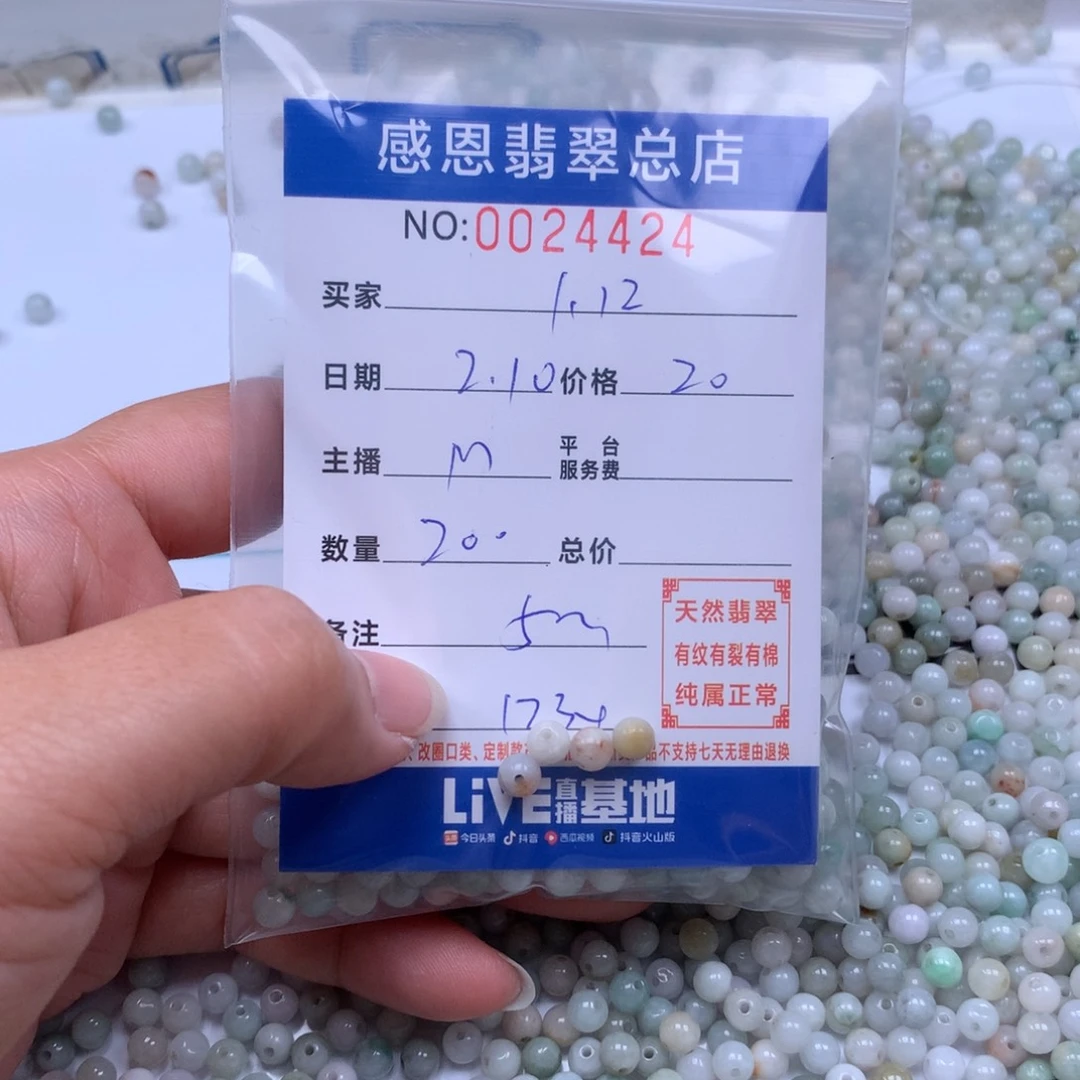 感恩翡翠总店
NO:0024424
买家 1.12
日期 2.10 价格 20
主播 M 平台服务费
数量 200 总价
备注 5m
天然翡翠
有纹有裂有棉
纯属正常
改圈口类、定制款 品不支持七天无理由退换
LiVE直播基地
今日头条 抖音 西瓜视频 抖音火山版